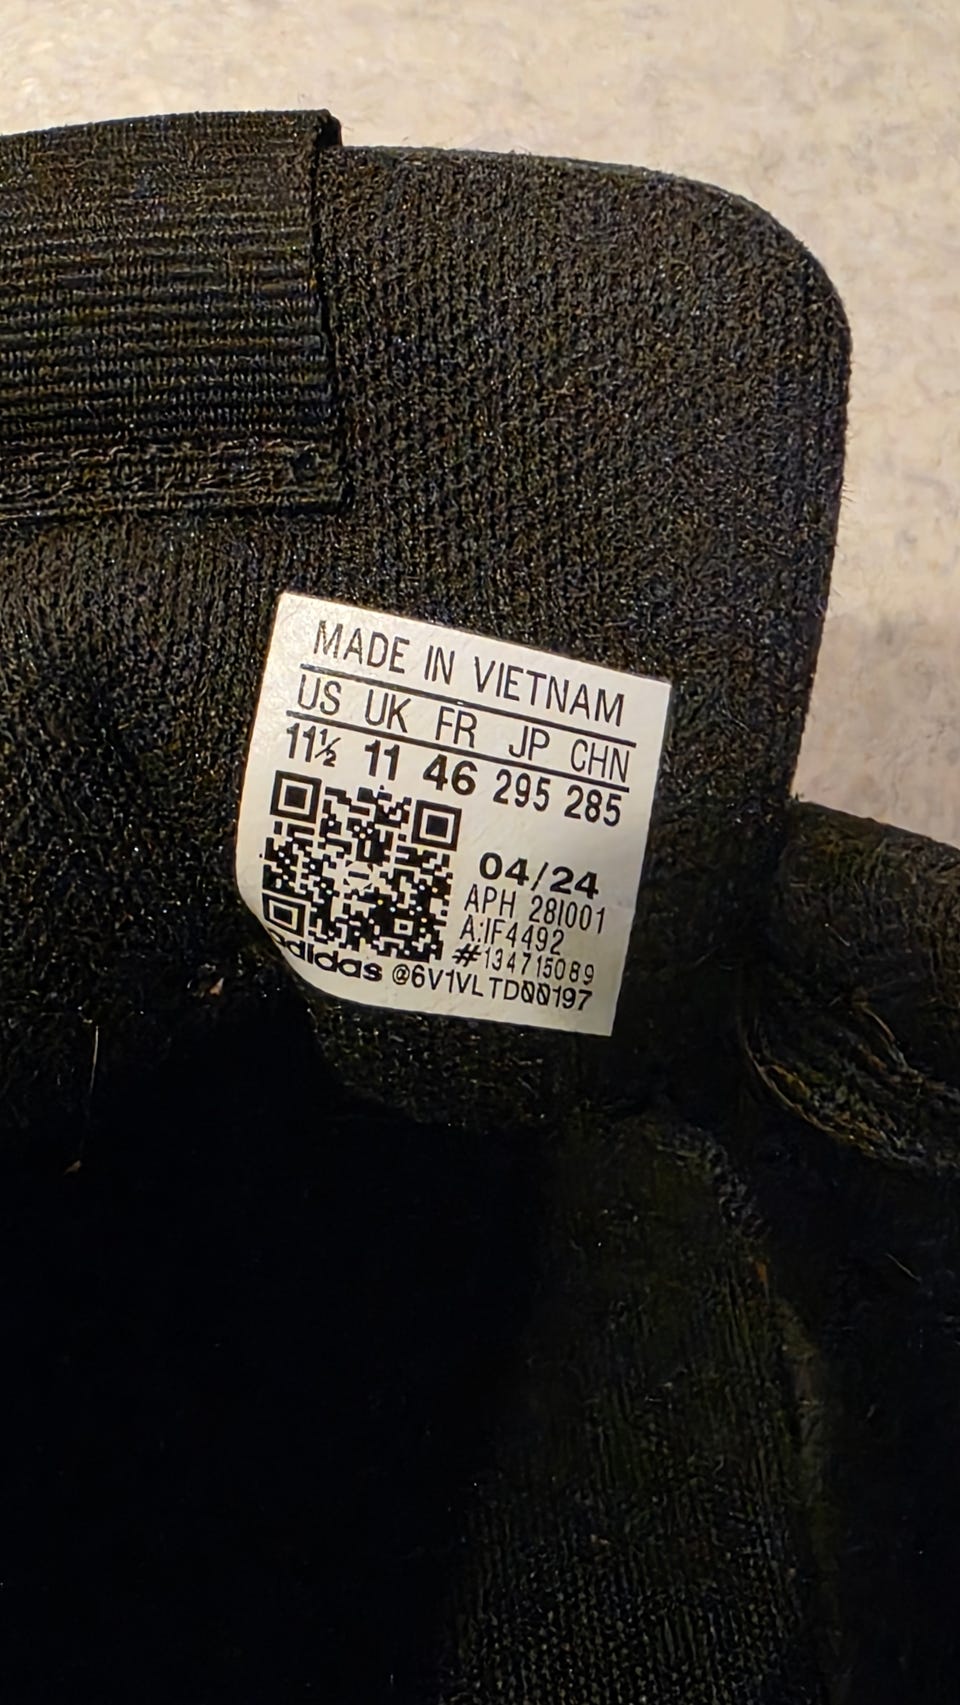 MADE IN VIETNAM
US UK FR JP CHN
11½ 11 46 295 285
04/24
APH 28I001
A:IF4492
#134715089
adidas @6V1VLTD00197